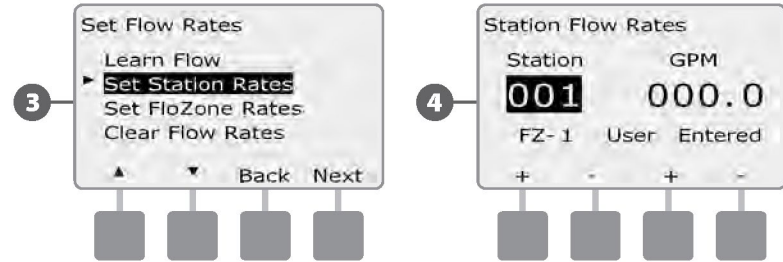 3
Set Flow Rates
Learn Flow
► Set Station Rates
Set FloZone Rates
Clear Flow Rates
▲ ▼ Back Next
4
Station Flow Rates
Station GPM
001 000.0
FZ-1 User Entered
+ - + -